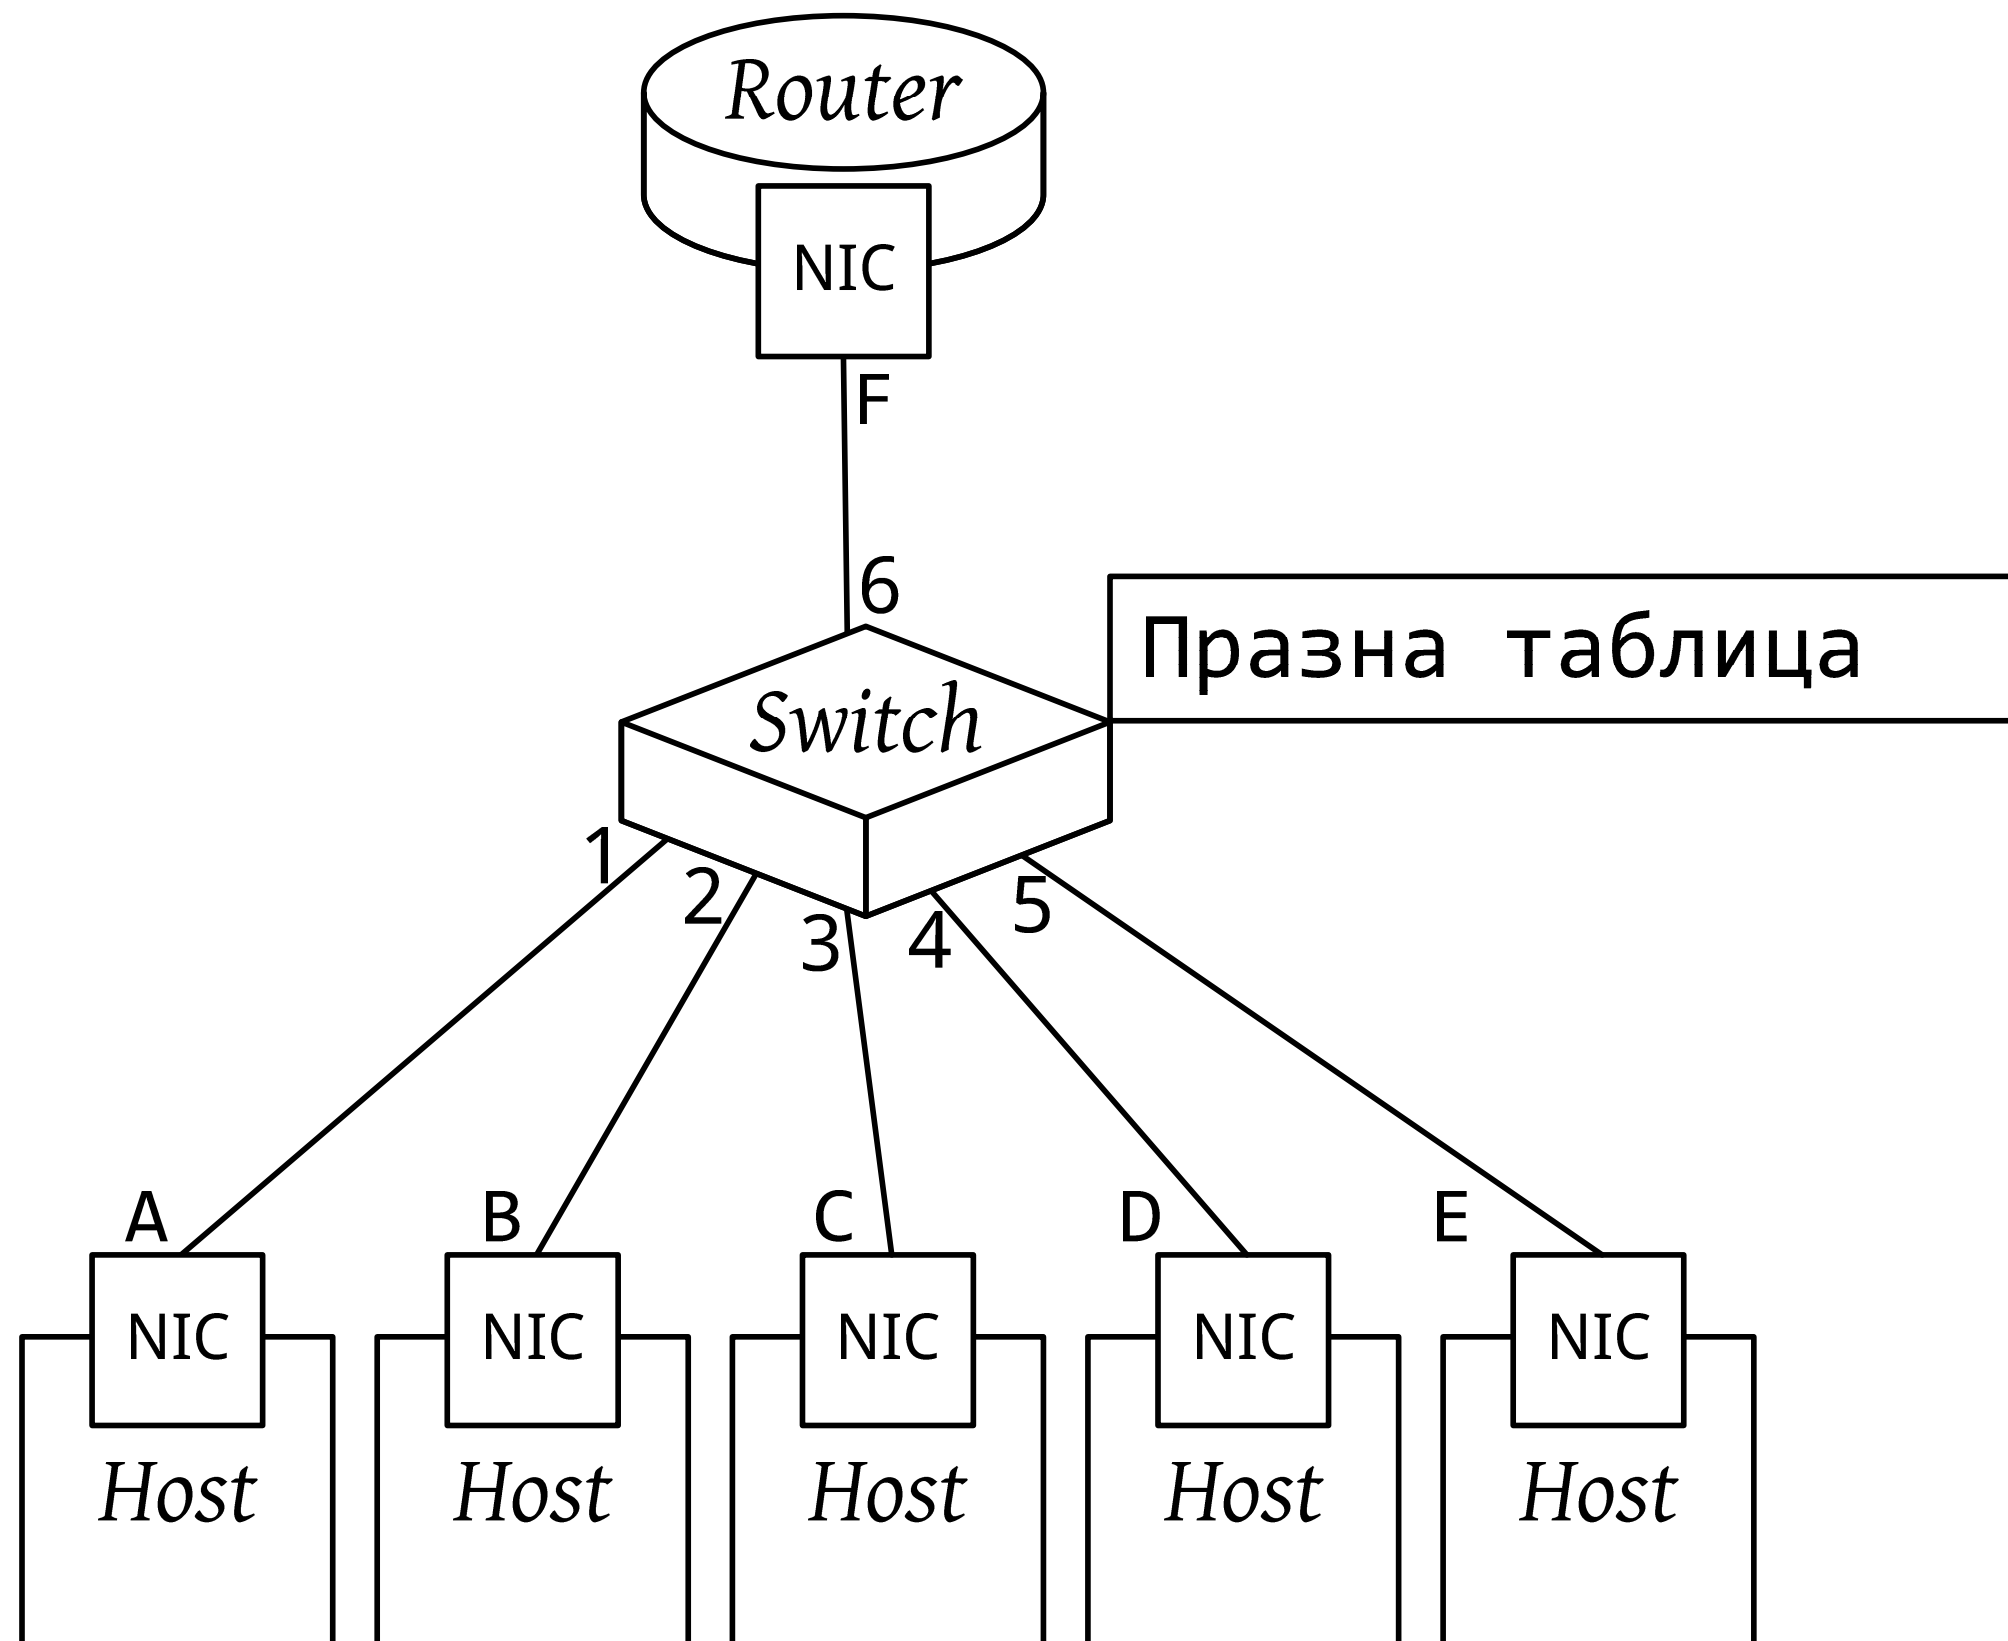 Router
NIC
F
6
Празна таблица
Switch
1
2
3
4
5
A
B
C
D
E
NIC
NIC
NIC
NIC
NIC
Host
Host
Host
Host
Host